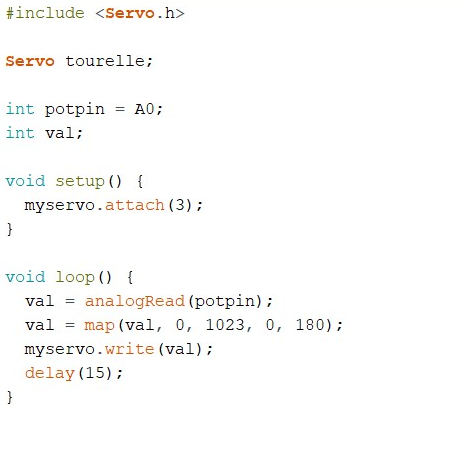 #include <Servo.h>
Servo tourelle;
int potpin = A0;
int val;
void setup() {
myservo.attach(3);
}
void loop() {
val = analogRead(potpin);
val = map(val, 0, 1023, 0, 180);
myservo.write(val);
delay(15);
}